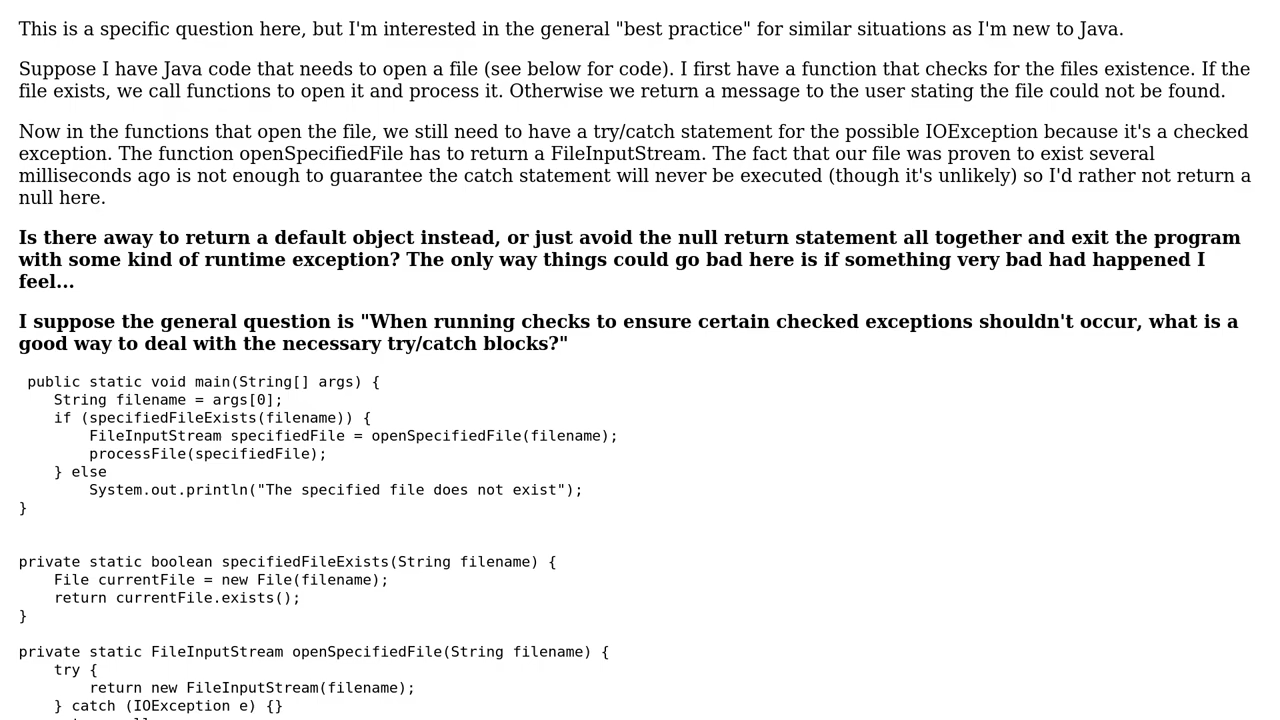 This is a specific question here, but I'm interested in the general "best practice" for similar situations as I'm new to Java.
Suppose I have Java code that needs to open a file (see below for code). I first have a function that checks for the files existence. If the
file exists, we call functions to open it and process it. Otherwise we return a message to the user stating the file could not be found.
Now in the functions that open the file, we still need to have a try/catch statement for the possible IOException because it's a checked
exception. The function openSpecifiedFile has to return a FileInputStream. The fact that our file was proven to exist several
milliseconds ago is not enough to guarantee the catch statement will never be executed (though it's unlikely) so I'd rather not return a
null here.
Is there away to return a default object instead, or just avoid the null return statement all together and exit the program
with some kind of runtime exception? The only way things could go bad here is if something very bad had happened I
feel...
I suppose the general question is "When running checks to ensure certain checked exceptions shouldn't occur, what is a
good way to deal with the necessary try/catch blocks?"
public static void main(String[] args) {
String filename = args[0];
if (specifiedFileExists(filename)) {
FileInputStream specifiedFile = openSpecifiedFile(filename);
processFile(specifiedFile);
} else
System.out.println("The specified file does not exist");
}
private static boolean specifiedFileExists(String filename) {
File currentFile = new File(filename);
return currentFile.exists();
}
private static FileInputStream openSpecifiedFile(String filename) {
try {
return new FileInputStream(filename);
} catch (IOException e) {}